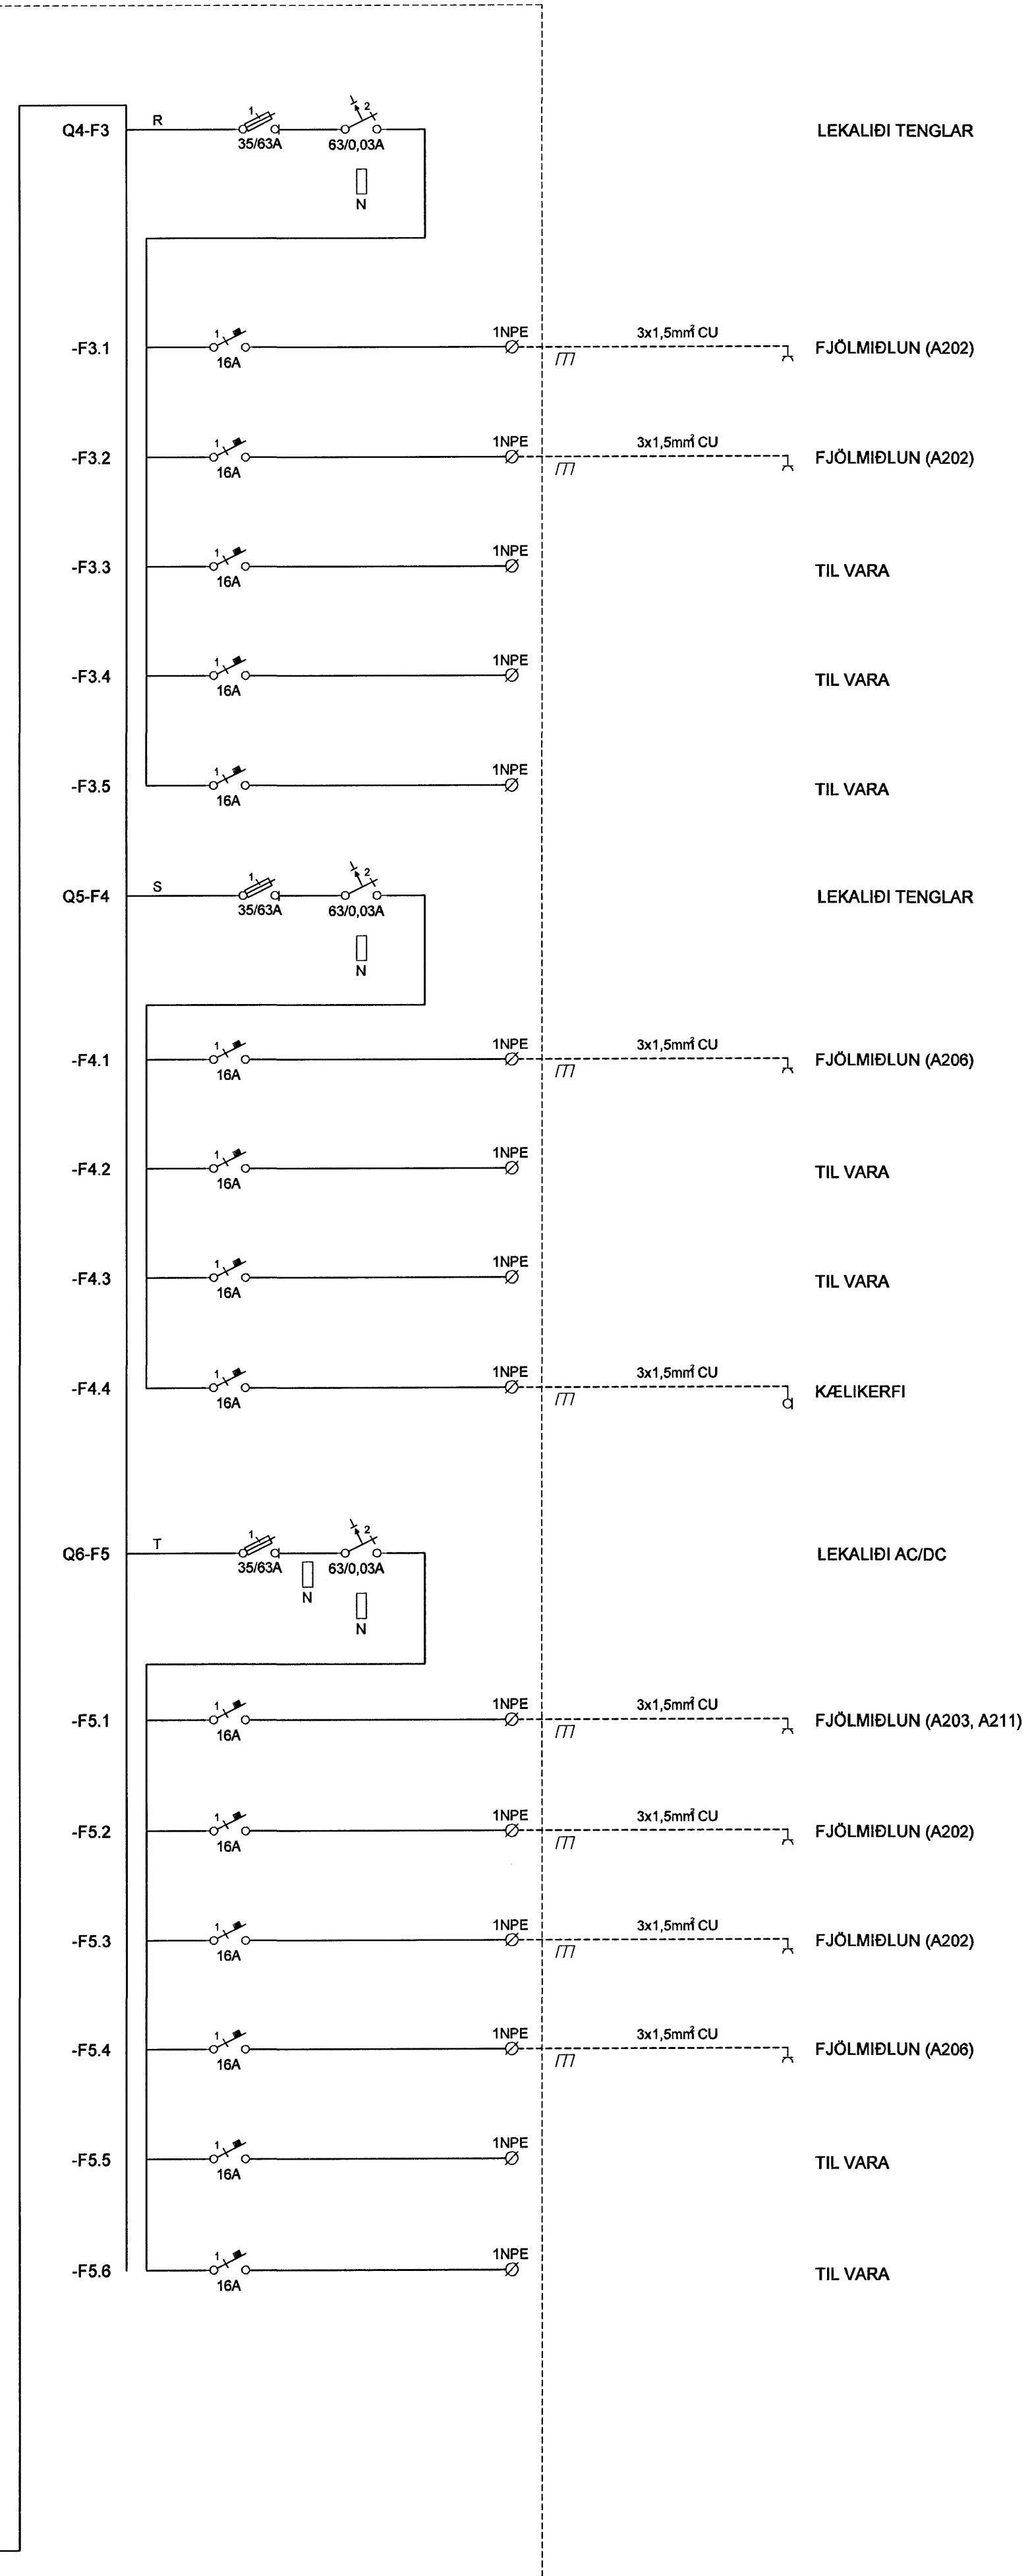 Q4-F3 R 1 35/63A 2 63/0,03A LEKALIÐI TENGLAR
N
-F3.1 1 16A 1NPE 3x1,5mm² CU FJÖLMIÐLUN (A202)
-F3.2 1 16A 1NPE 3x1,5mm² CU FJÖLMIÐLUN (A202)
-F3.3 1 16A 1NPE TIL VARA
-F3.4 1 16A 1NPE TIL VARA
-F3.5 1 16A 1NPE TIL VARA
Q5-F4 S 1 35/63A 2 63/0,03A LEKALIÐI TENGLAR
N
-F4.1 1 16A 1NPE 3x1,5mm² CU FJÖLMIÐLUN (A206)
-F4.2 1 16A 1NPE TIL VARA
-F4.3 1 16A 1NPE TIL VARA
-F4.4 1 16A 1NPE 3x1,5mm² CU KÆLIKERFI
Q6-F5 T 1 35/63A 2 63/0,03A LEKALIÐI AC/DC
N
N
-F5.1 1 16A 1NPE 3x1,5mm² CU FJÖLMIÐLUN (A203, A211)
-F5.2 1 16A 1NPE 3x1,5mm² CU FJÖLMIÐLUN (A202)
-F5.3 1 16A 1NPE 3x1,5mm² CU FJÖLMIÐLUN (A202)
-F5.4 1 16A 1NPE 3x1,5mm² CU FJÖLMIÐLUN (A206)
-F5.5 1 16A 1NPE TIL VARA
-F5.6 1 16A 1NPE TIL VARA